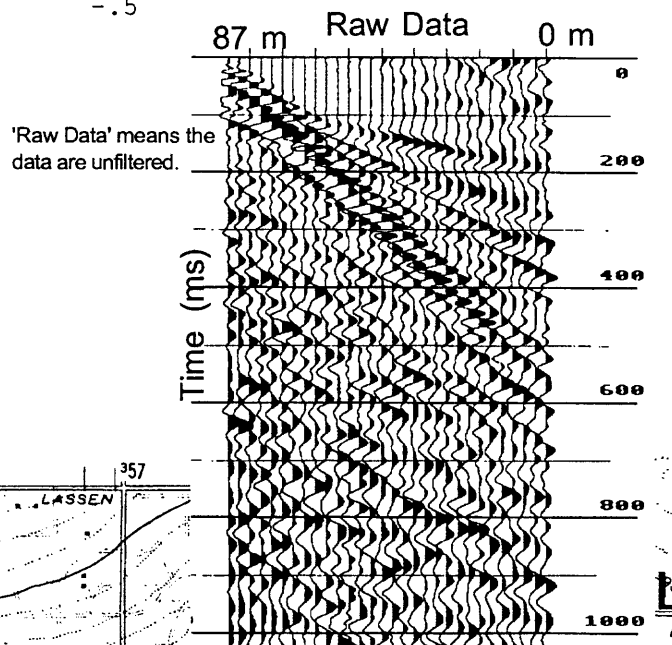 -.5
Raw Data
87 m
0 m
0
'Raw Data' means the
data are unfiltered.
200
Time (ms)
400
600
³57
LASSEN
800
1000